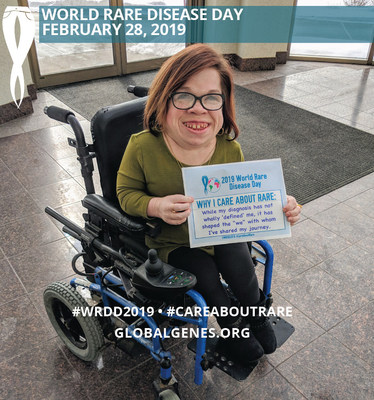 WORLD RARE DISEASE DAY
FEBRUARY 28, 2019
2019 World Rare
Disease Day
WHY I CARE ABOUT RARE:
While my diagnosis has not
wholly 'defined' me, it has
shaped the "we" with whom
I've shared my journey.
#WRDD2019 • #CAREABOUTRARE
GLOBALGENES.ORG